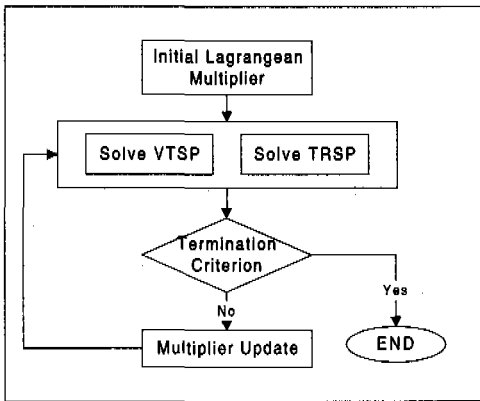 Initial Lagrangean
Multiplier
Solve VTSP
Solve TRSP
Termination
Criterion
Yes
No
Multiplier Update
END